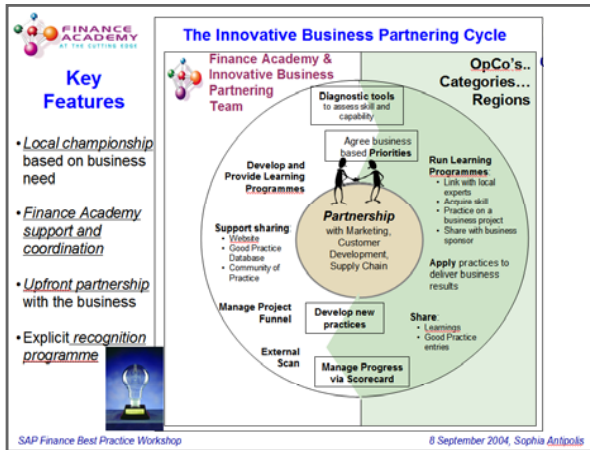 FINANCE
ACADEMY
AT THE CUTTING EDGE
The Innovative Business Partnering Cycle
Key
Features
• Local championship
based on business
need
• Finance Academy
support and
coordination
• Upfront partnership
with the business
• Explicit recognition
programme
Finance Academy &
Innovative Business
Partnering
Team
OpCo's..
Categories…
Regions
Diagnostic tools
to assess skill and
capability
Agree business
based Priorities
Develop and
Provide Learning
Programmes
Run Learning
Programmes:
• Link with local
experts
• Acquire skill
• Practice on a
business project
• Share with business
sponsor
Partnership
with Marketing,
Customer
Development,
Supply Chain
Support sharing:
• Website
• Good Practice
Database
• Community of
Practice
Apply practices to
deliver business
results
Manage Project
Funnel
Develop new
practices
Share:
• Learnings
• Good Practice
entries
External
Scan
Manage Progress
via Scorecard
SAP Finance Best Practice Workshop
8 September 2004, Sophia Antipolis